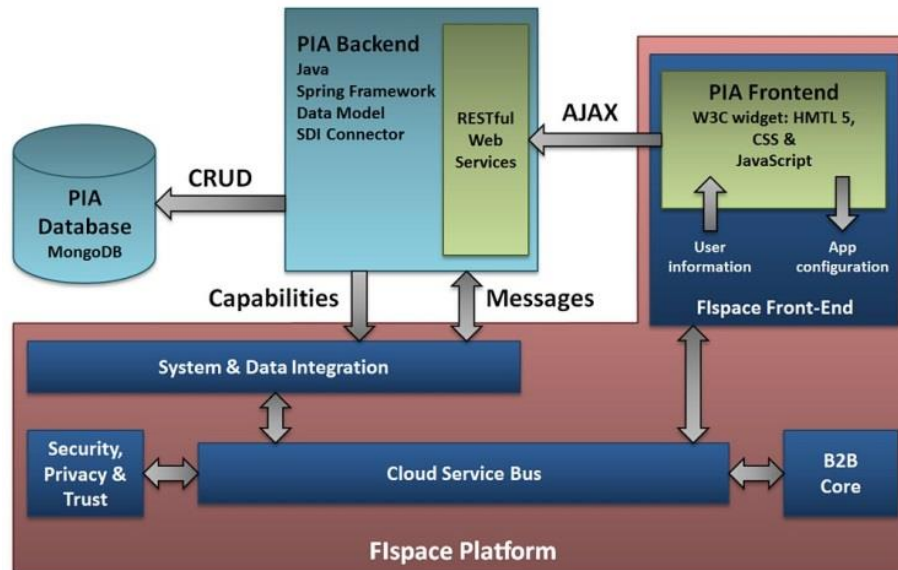 PIA Backend
Java
Spring Framework
Data Model
SDI Connector
RESTful
Web
Services
AJAX
PIA Frontend
W3C widget: HMTL 5,
CSS &
JavaScript
User
information
App
configuration
FIspace Front-End
CRUD
PIA
Database
MongoDB
Capabilities
Messages
System & Data Integration
Security,
Privacy &
Trust
Cloud Service Bus
B2B
Core
FIspace Platform